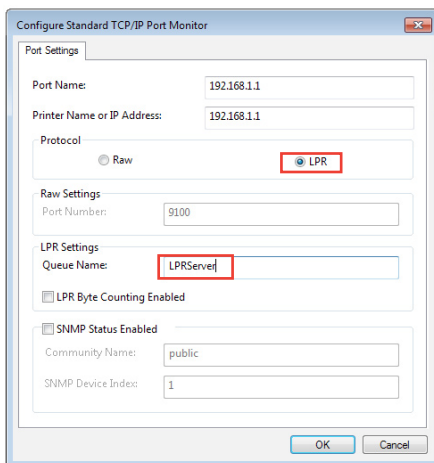 Configure Standard TCP/IP Port Monitor
Port Settings
Port Name: 192.168.1.1
Printer Name or IP Address: 192.168.1.1
Protocol
Raw LPR
Raw Settings
Port Number: 9100
LPR Settings
Queue Name: LPRServer
LPR Byte Counting Enabled
SNMP Status Enabled
Community Name: public
SNMP Device Index: 1
OK Cancel